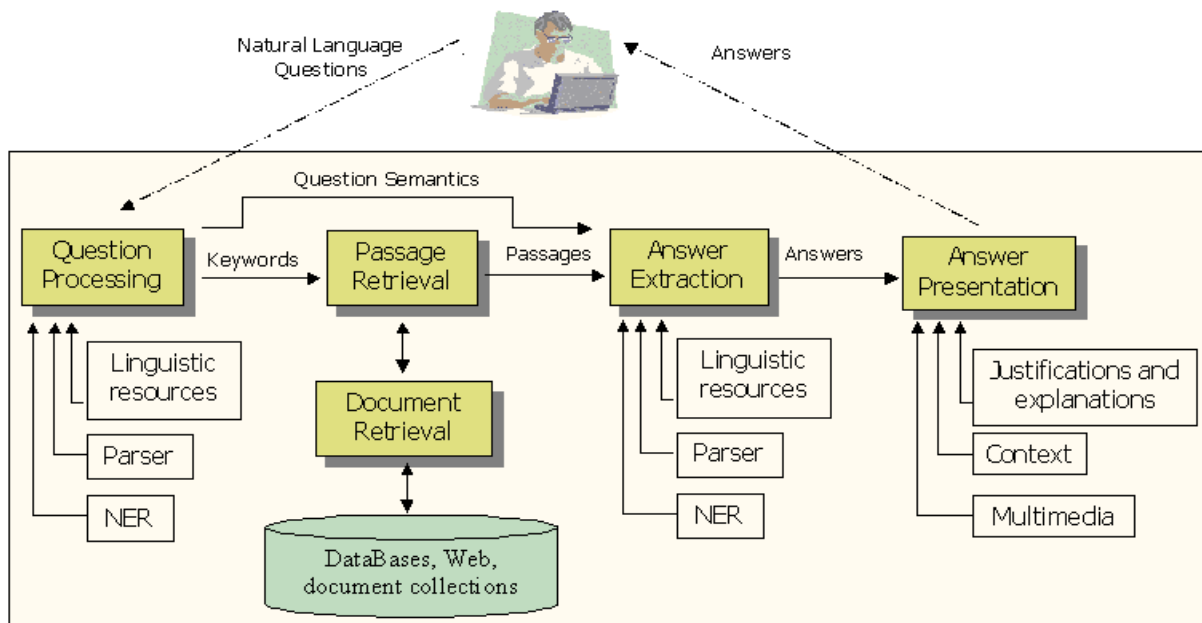 Natural Language
Questions
Answers
Question Semantics
Question
Processing
Keywords
Passage
Retrieval
Passages
Answer
Extraction
Answers
Answer
Presentation
Linguistic
resources
Parser
NER
Document
Retrieval
DataBases, Web,
document collections
Linguistic
resources
Parser
NER
Justifications and
explanations
Context
Multimedia